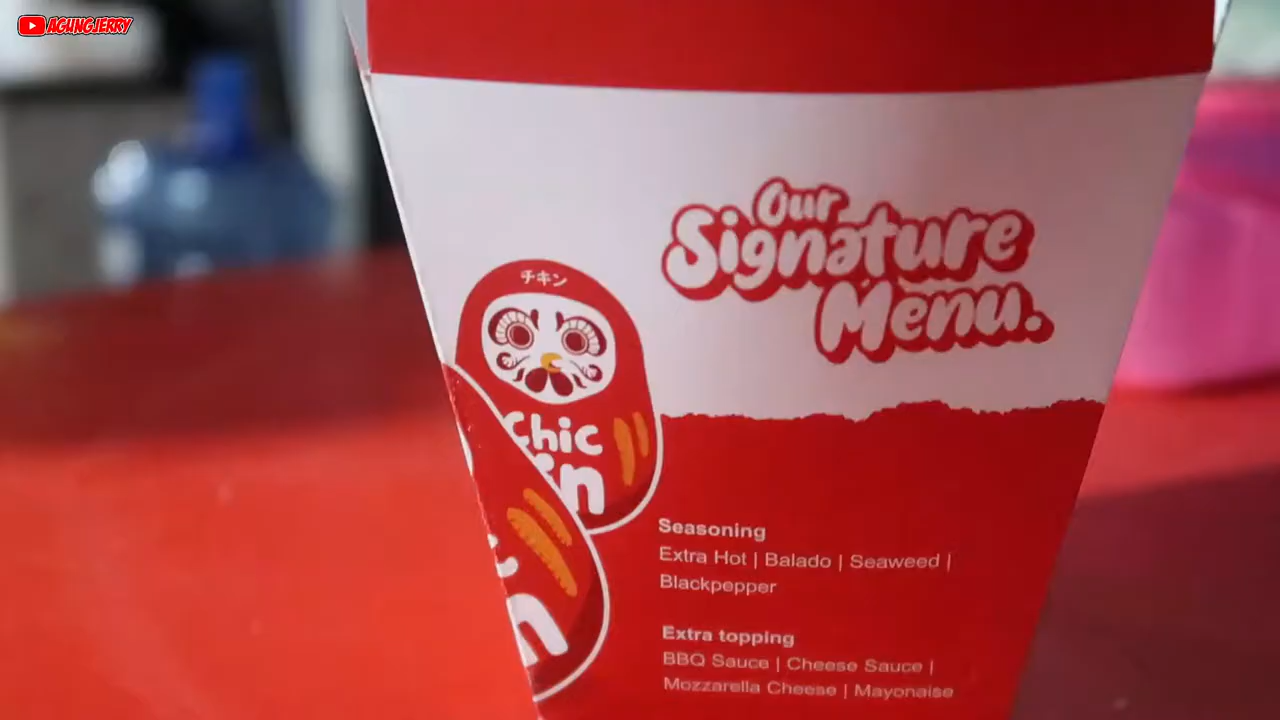 AGUNGJERRY
Our
Signature
Menu.
チキン
chic
Seasoning
Extra Hot | Balado | Seaweed |
Blackpepper
Extra topping
BBQ Sauce | Cheese Sauce |
Mozzarella Cheese | Mayonaise